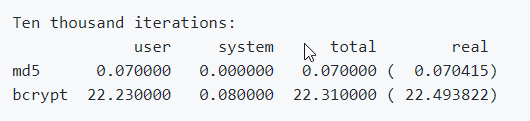 Ten thousand iterations:
user system total real
md5 0.070000 0.000000 0.070000 ( 0.070415)
bcrypt 22.230000 0.080000 22.310000 ( 22.493822)